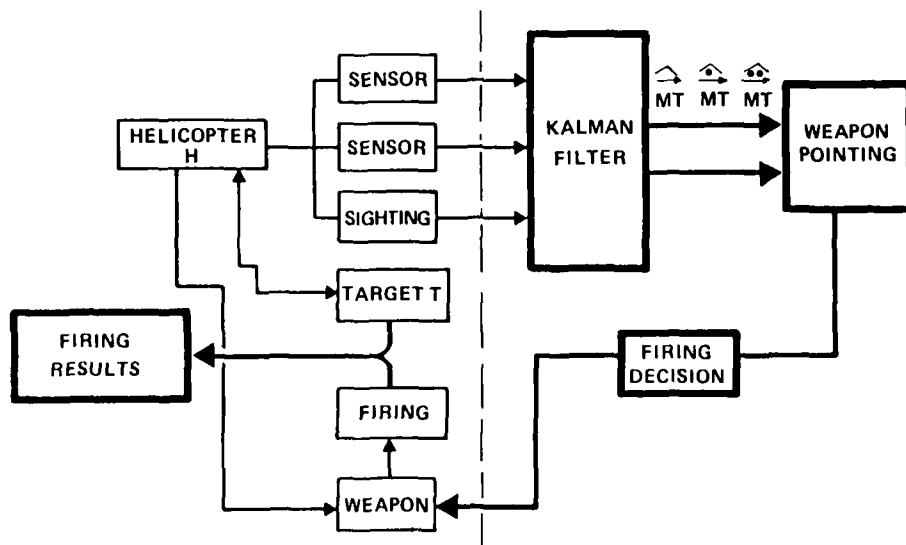 SENSOR
HELICOPTER
H
SENSOR
SIGHTING
KALMAN
FILTER
MT MT MT
WEAPON
POINTING
TARGET T
FIRING
RESULTS
FIRING
DECISION
FIRING
WEAPON